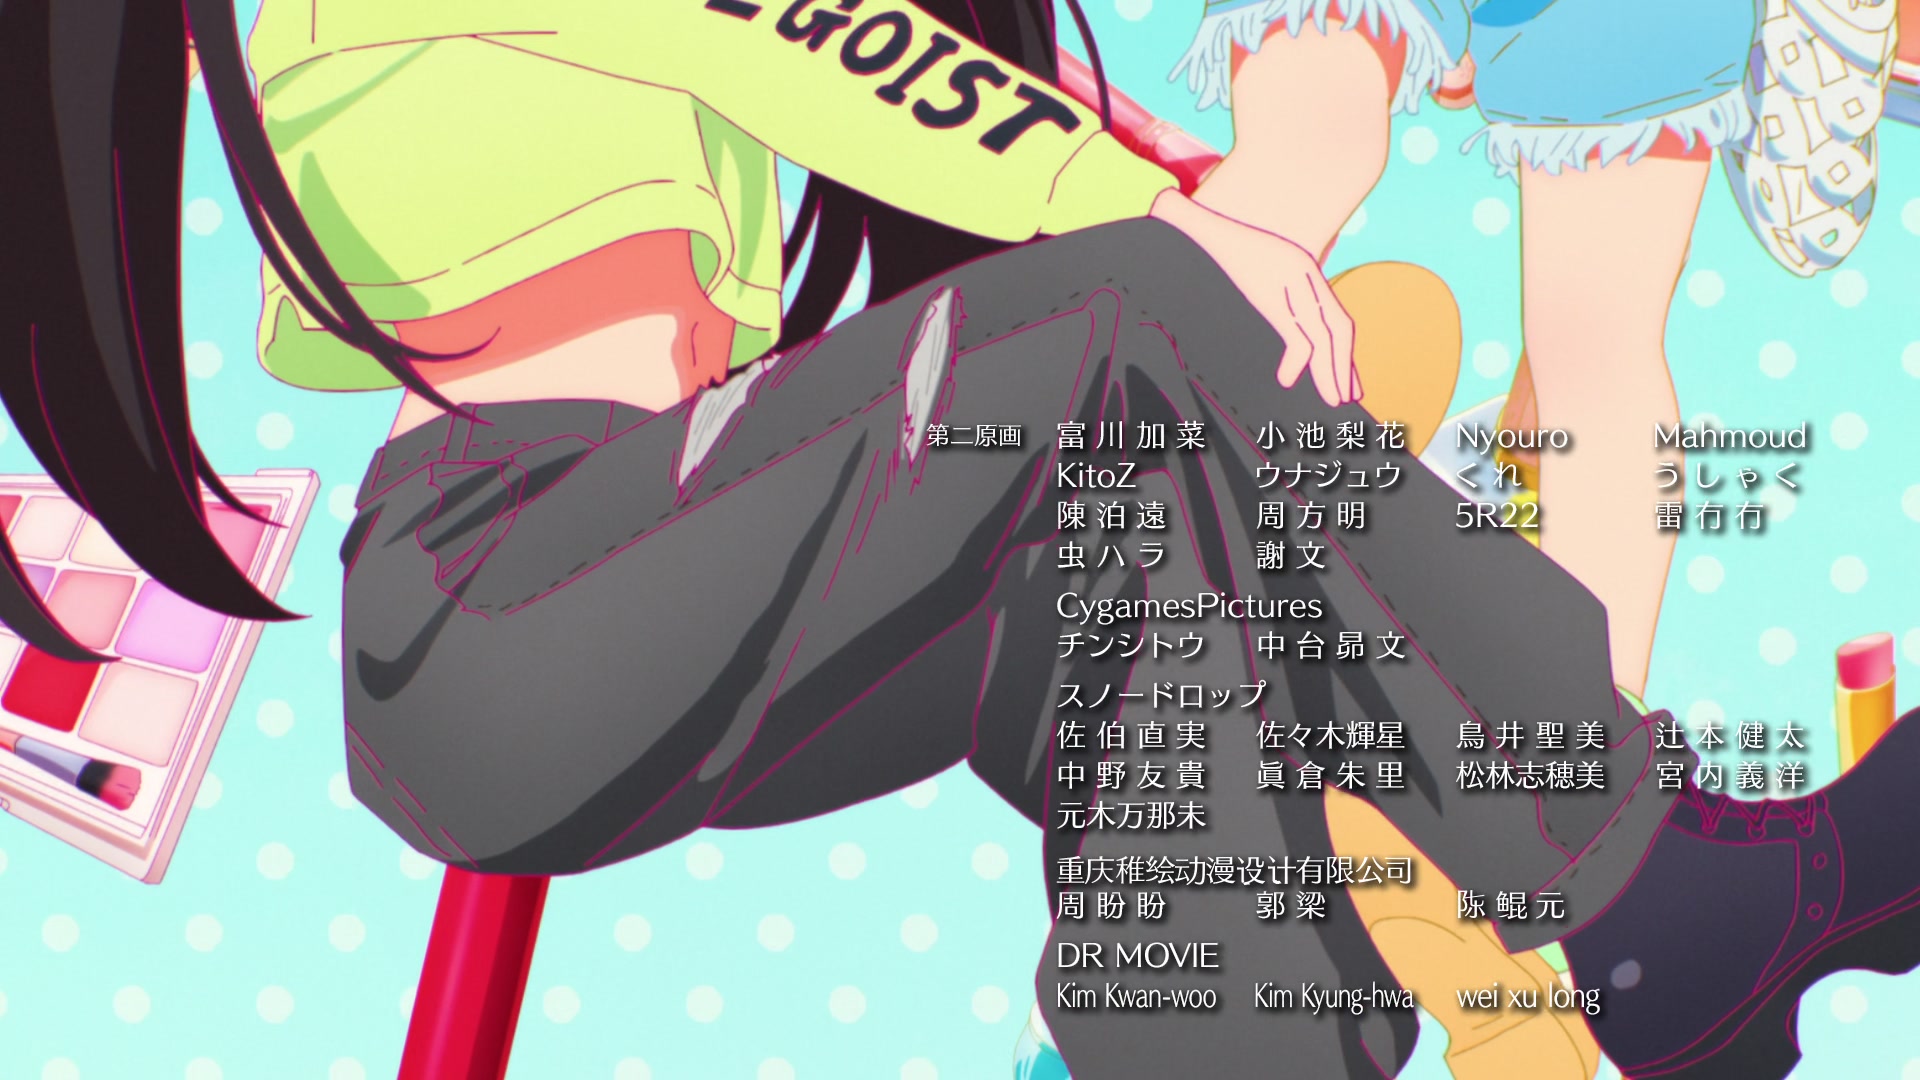 EGOIST
第二原画 富川加菜 小池梨花 Nyouro Mahmoud
KitoZ ウナジュウ くれ うしゃく
陳泊遠 周方明 5R22 雷冇冇
虫ハラ 謝文
CygamesPictures
チンシトウ 中台昴文
スノードロップ
佐伯直実 佐々木輝星 鳥井聖美 辻本健太
中野友貴 眞倉朱里 松林志穂美 宮内義洋
元木万那未
重庆稚绘动漫设计有限公司
周盼盼 郭梁 际鲲元
DR MOVIE
Kim Kwan-woo Kim Kyung-hwa wei xu long